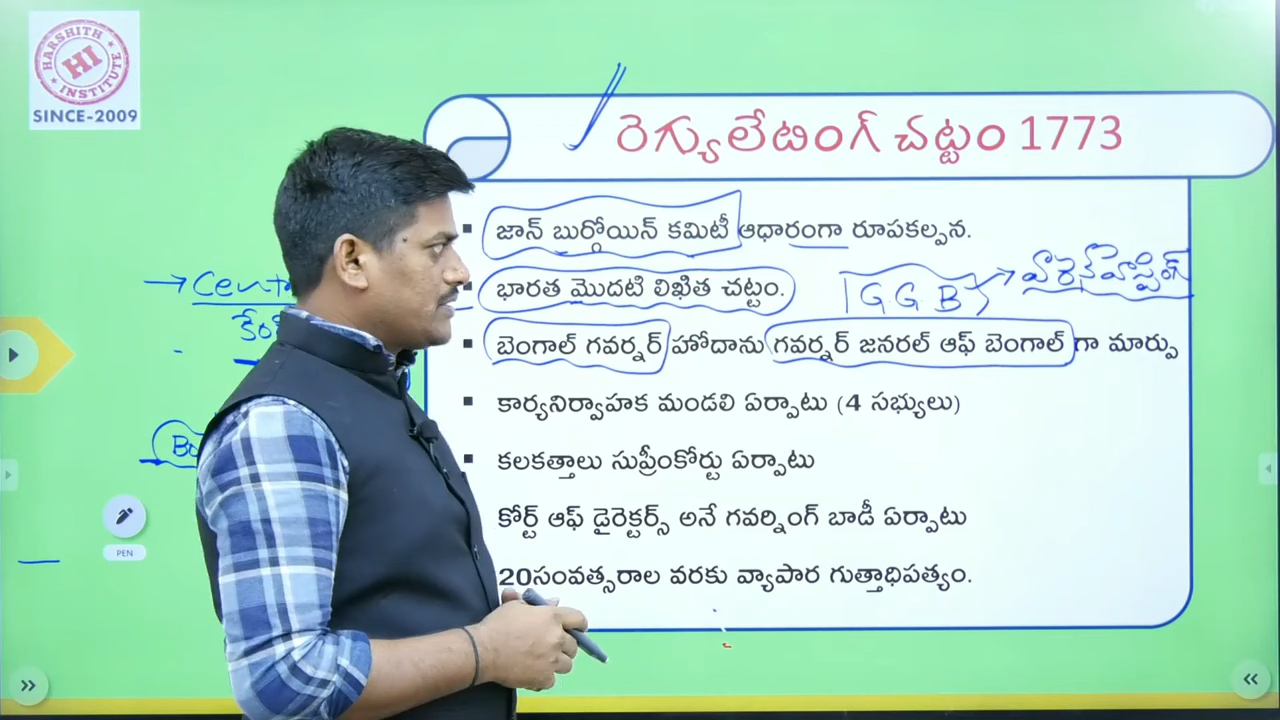 HARSHITH
HI
INSTITUTE
SINCE-2009
రెగ్యులేటింగ్ చట్టం 1773
జాన్ బుర్గోయిన్ కమిటీ ఆధారంగా రూపకల్పన.
భారత మొదటి లిఖిత చట్టం.
GGB
వారెన్ హేస్టింగ్
బెంగాల్ గవర్నర్ హోదాను గవర్నర్ జనరల్ ఆఫ్ బెంగాల్ గా మార్పు
కార్యనిర్వాహక మండలి ఏర్పాటు (4 సభ్యులు)
కలకత్తాలు సుప్రీంకోర్టు ఏర్పాటు
కోర్ట్ ఆఫ్ డైరెక్టర్స్ అనే గవర్నింగ్ బాడీ ఏర్పాటు
20సంవత్సరాల వరకు వ్యాపార గుత్తాధిపత్యం.
PEN